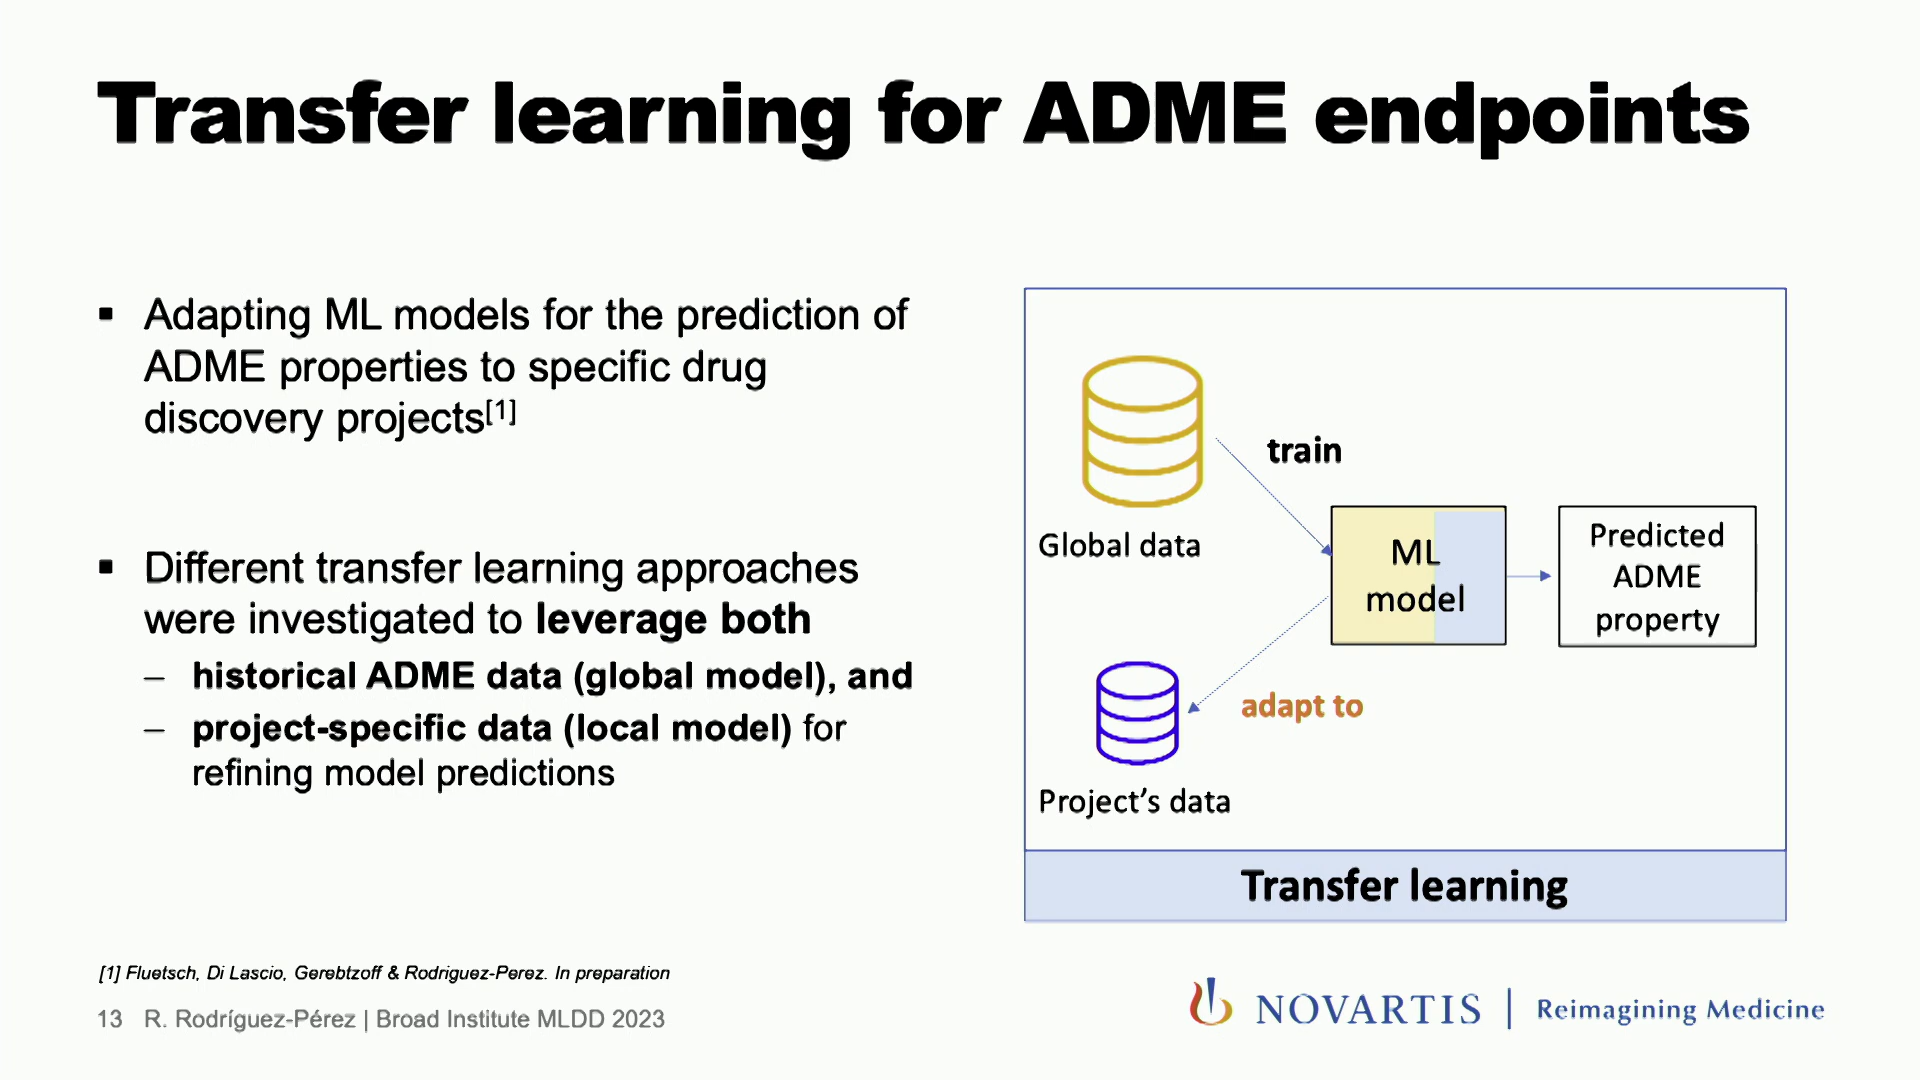 Transfer learning for ADME endpoints
▪ Adapting ML models for the prediction of
ADME properties to specific drug
discovery projects[1]
▪ Different transfer learning approaches
were investigated to leverage both
– historical ADME data (global model), and
– project-specific data (local model) for
refining model predictions
Global data
train
ML
model
Predicted
ADME
property
adapt to
Project's data
Transfer learning
[1] Fluetsch, Di Lascio, Gerebtzoff & Rodriguez-Perez. In preparation
13 R. Rodríguez-Pérez | Broad Institute MLDD 2023
NOVARTIS | Reimagining Medicine